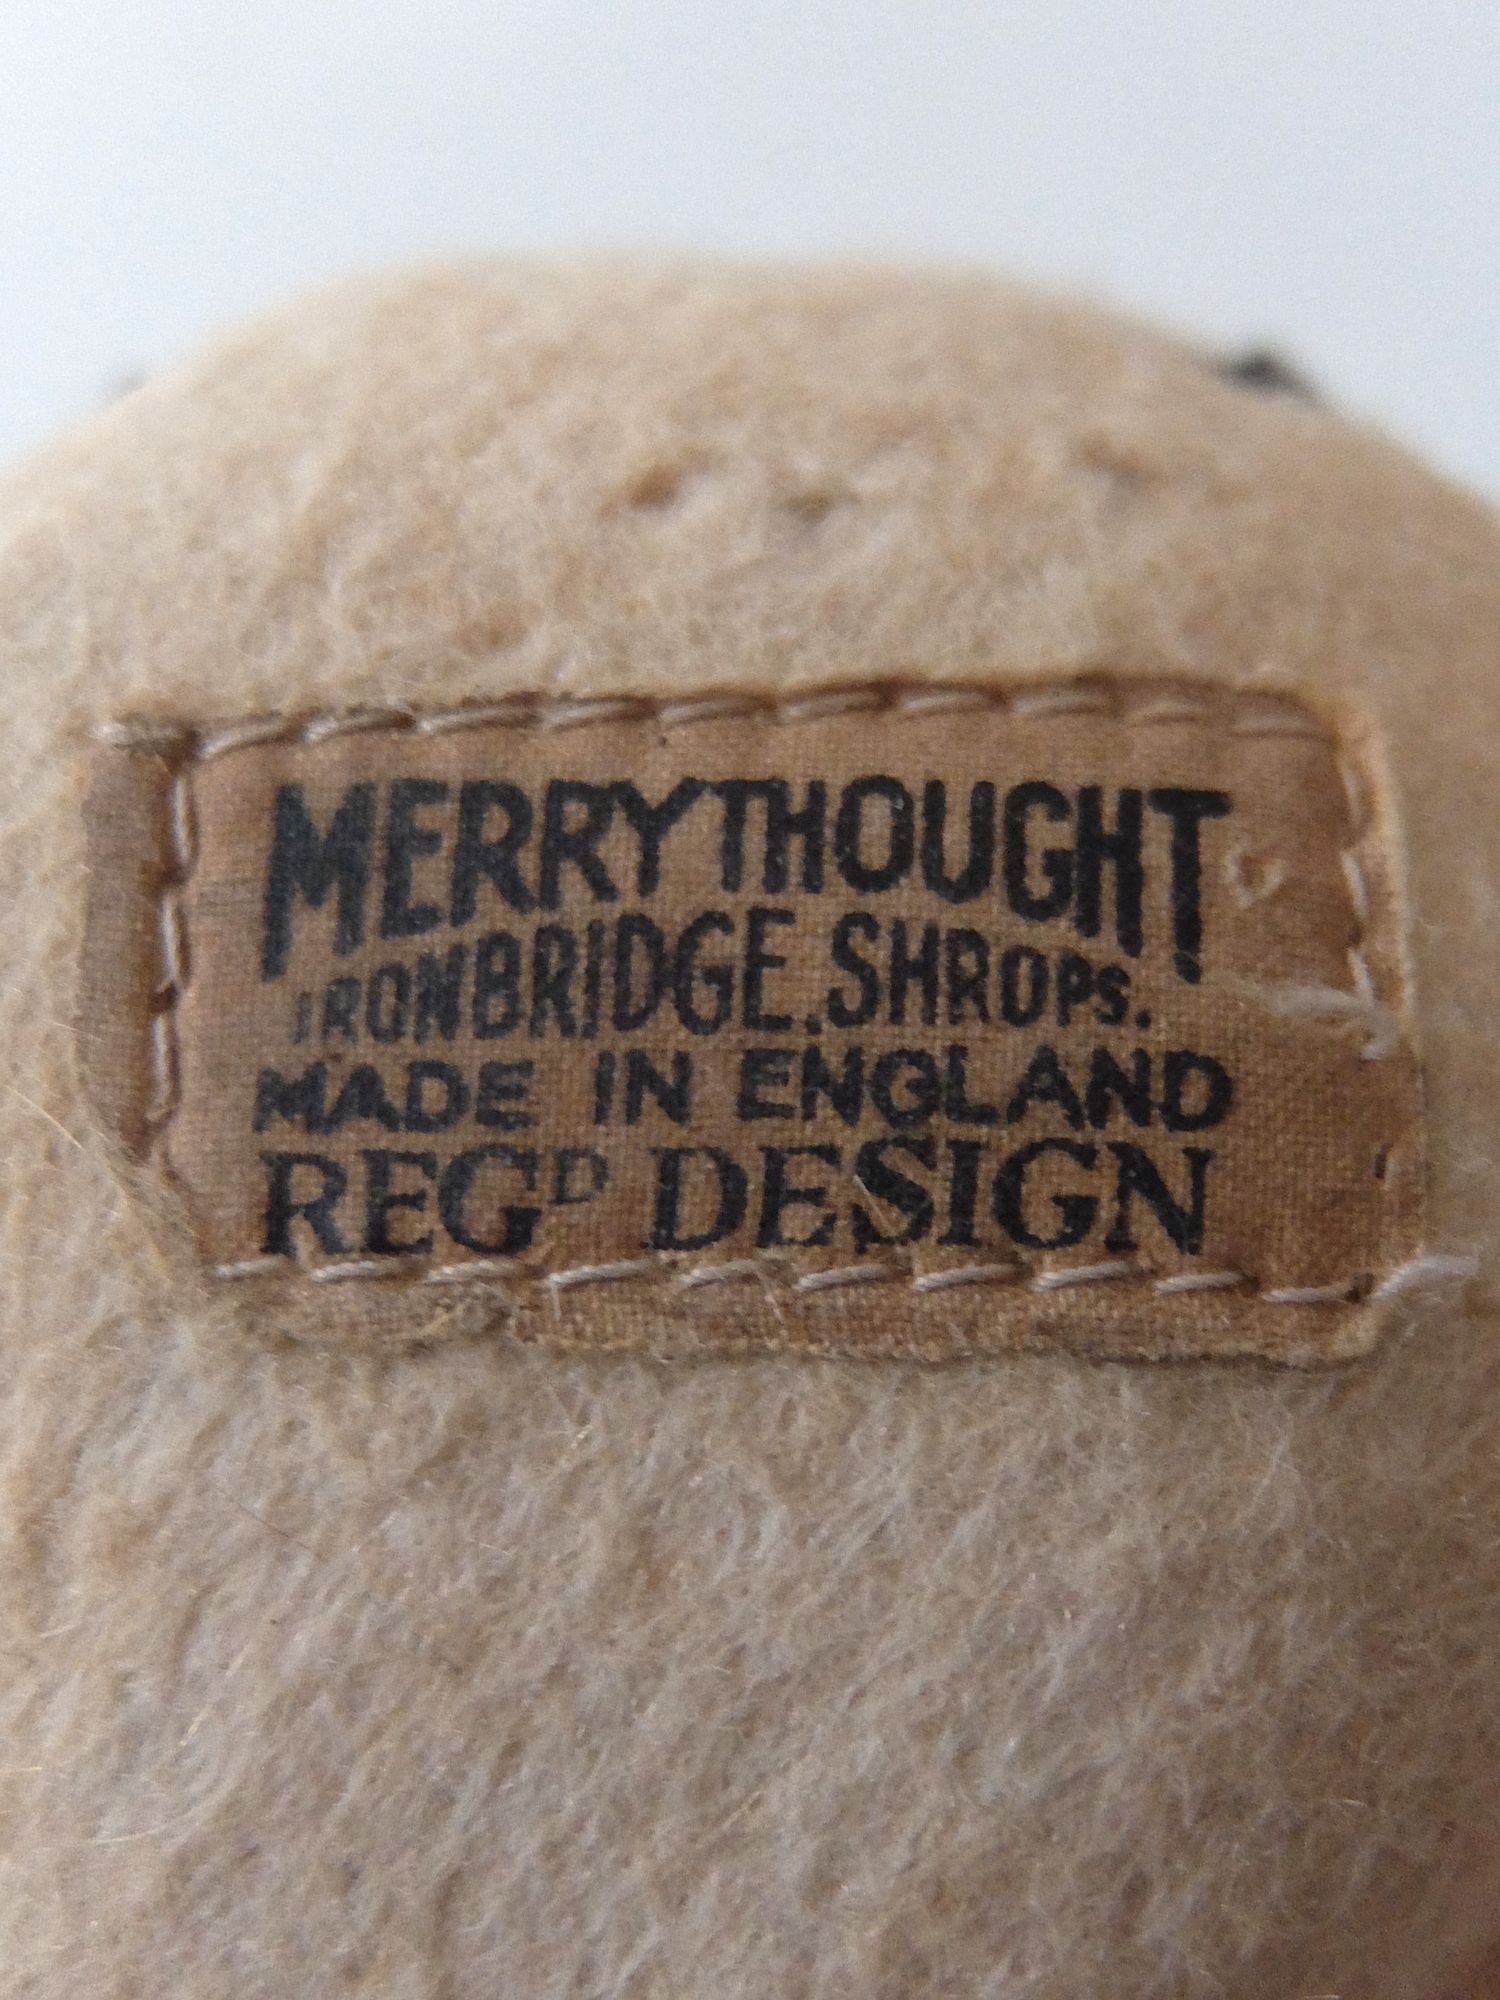 MERRYTHOUGHT
IRONBRIDGE.SHROPS.
MADE IN ENGLAND
REGD DESIGN